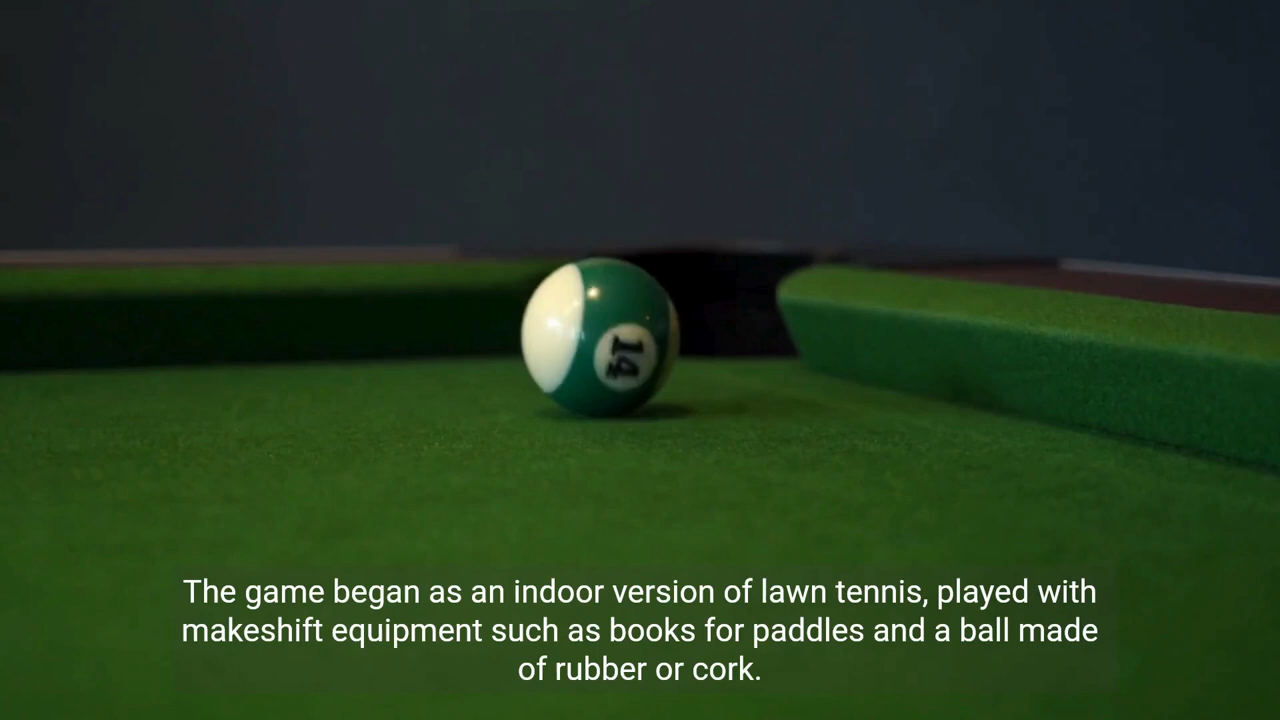 14
The game began as an indoor version of lawn tennis, played with
makeshift equipment such as books for paddles and a ball made
of rubber or cork.